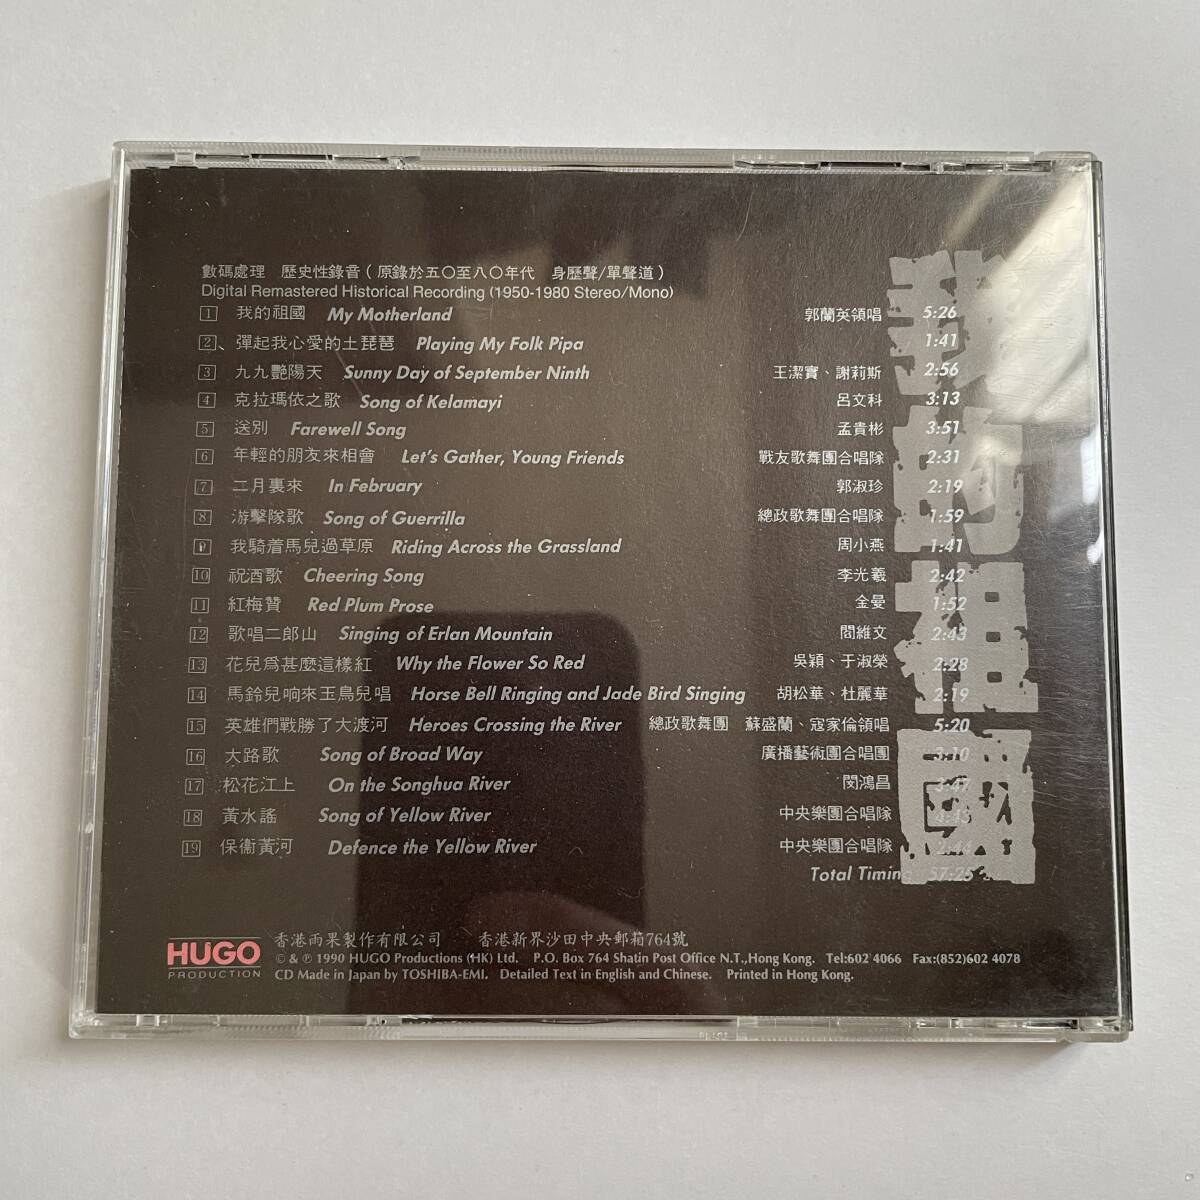 數碼處理 歷史性錄音(原錄於五〇至八〇年代 身歷聲/單聲道)
Digital Remastered Historical Recording (1950-1980 Stereo/Mono)
1 我的祖國 My Motherland 郭蘭英領唱 5:26
2、彈起我心愛的土琵琶 Playing My Folk Pipa 1:41
3 九九艷陽天 Sunny Day of September Ninth 王潔實、謝莉斯 2:56
4 克拉瑪依之歌 Song of Kelamayi 呂文科 3:13
5 送別 Farewell Song 孟貴彬 3:51
6 年輕的朋友來相會 Let's Gather, Young Friends 戰友歌舞團合唱隊 2:31
7 二月裏來 In February 郭淑珍 2:19
8 游擊隊歌 Song of Guerrilla 總政歌舞團合唱隊 1:59
9 我騎着馬兒過草原 Riding Across the Grassland 周小燕 1:41
10 祝酒歌 Cheering Song 李光羲 2:42
11 紅梅贊 Red Plum Prose 金曼 1:52
12 歌唱二郎山 Singing of Erlan Mountain 閻維文 2:43
13 花兒爲甚麼這樣紅 Why the Flower So Red 吳穎、于淑榮 2:28
14 馬鈴兒响來玉鳥兒唱 Horse Bell Ringing and Jade Bird Singing 胡松華、杜麗華 2:19
15 英雄們戰勝了大渡河 Heroes Crossing the River 總政歌舞團 蘇盛蘭、寇家倫領唱 5:20
16 大路歌 Song of Broad Way 廣播藝術團合唱團 3:10
17 松花江上 On the Songhua River 閔鴻昌 3:47
18 黃水謠 Song of Yellow River 中央樂團合唱隊 4:43
19 保衞黃河 Defence the Yellow River 中央樂團合唱隊 2:44
Total Timing 57:25
我的祖國
HUGO
PRODUCTION
香港雨果製作有限公司 香港新界沙田中央郵箱764號
© & ℗ 1990 HUGO Productions (HK) Ltd. P.O. Box 764 Shatin Post Office N.T.,Hong Kong. Tel:602 4066 Fax:(852)602 4078
CD Made in Japan by TOSHIBA-EMI. Detailed Text in English and Chinese. Printed in Hong Kong.